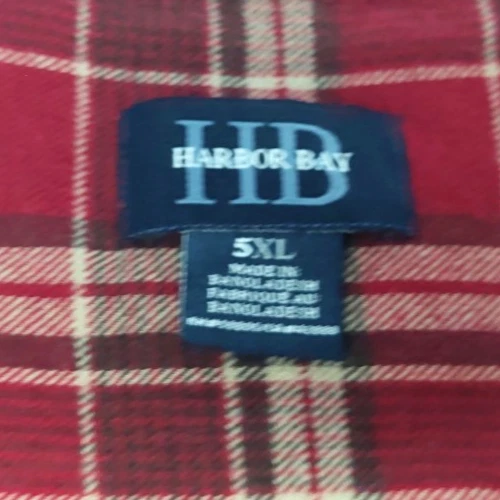 HB
HARBOR BAY
5XL
MADE IN
BANGLADESH
FABRIQUE AU
BANGLADESH